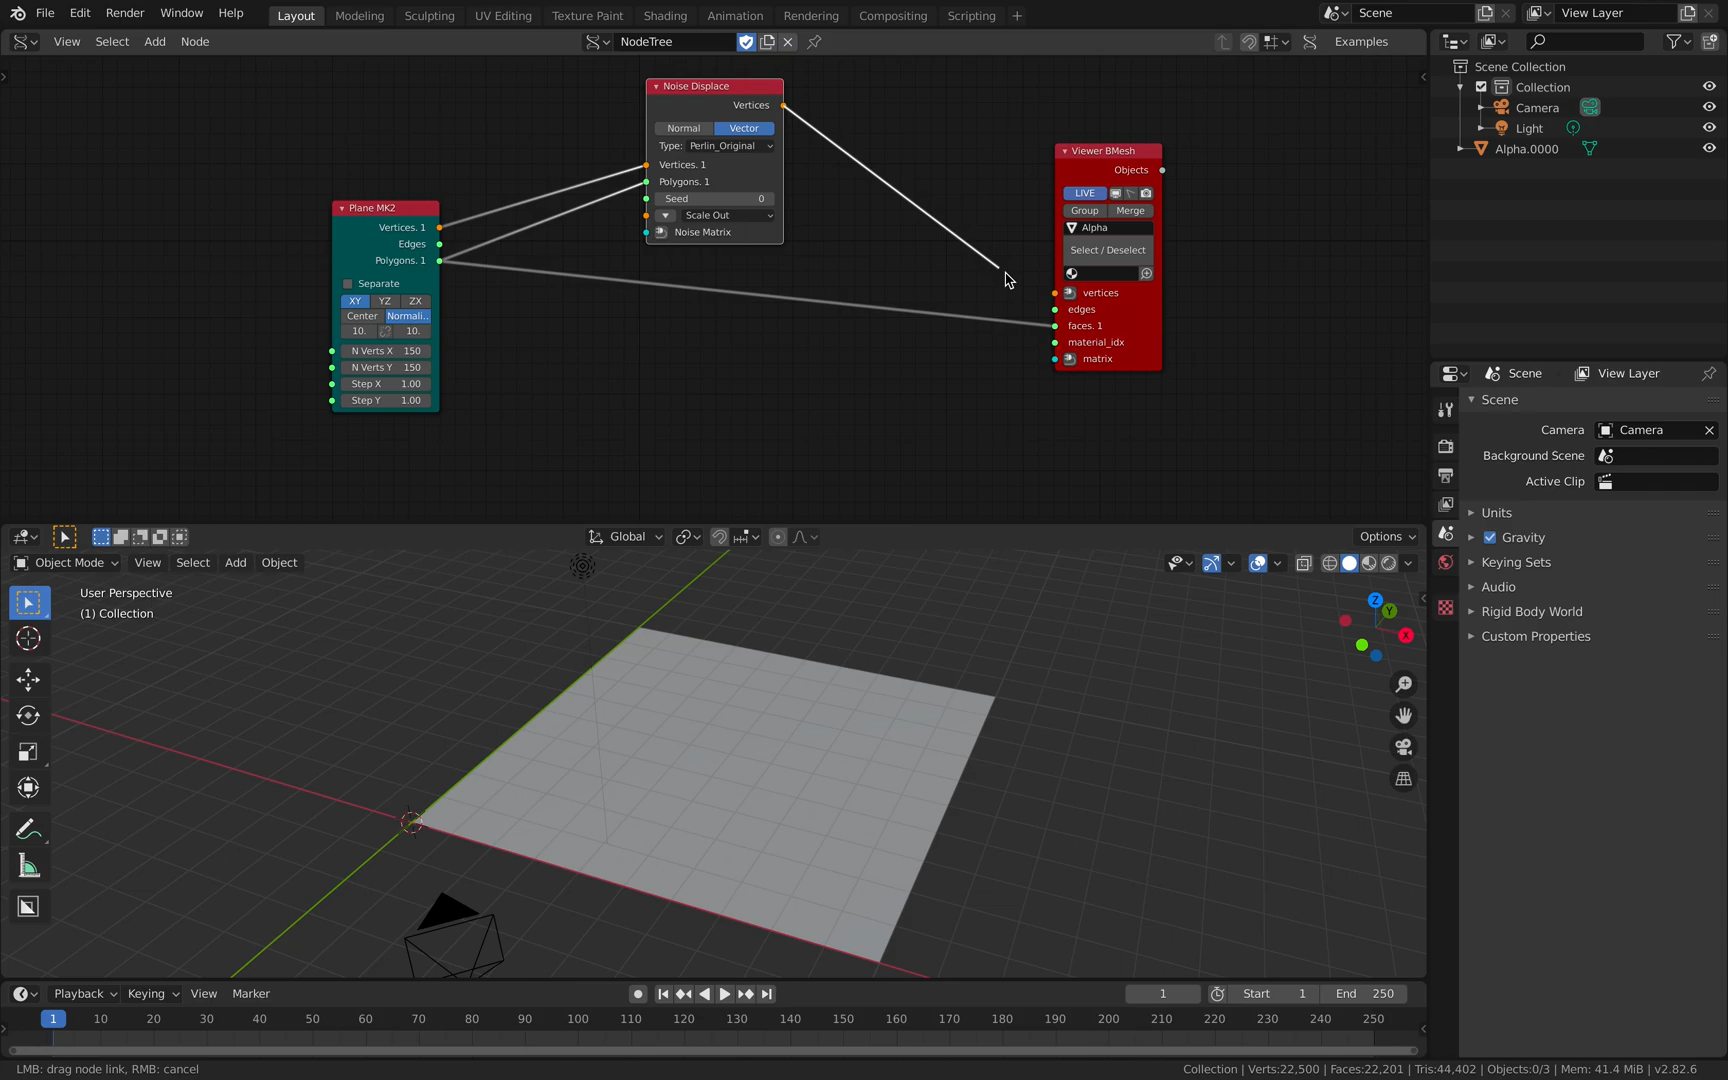 File Edit Render Window Help Layout Modeling Sculpting UV Editing Texture Paint Shading Animation Rendering Compositing Scripting + Scene View Layer
View Select Add Node NodeTree Examples
Scene Collection
Collection
Camera
Light
Alpha.0000
Noise Displace
Vertices
Normal Vector
Type: Perlin_Original
Vertices. 1
Polygons. 1
Seed 0
Scale Out
Noise Matrix
Plane MK2
Vertices. 1
Edges
Polygons. 1
Separate
XY YZ ZX
Center Normali..
10. 10.
N Verts X 150
N Verts Y 150
Step X 1.00
Step Y 1.00
Viewer BMesh
Objects
LIVE
Group Merge
Alpha
Select / Deselect
vertices
edges
faces. 1
material_idx
matrix
Scene View Layer
Scene
Camera Camera
Background Scene
Active Clip
Units
Gravity
Keying Sets
Audio
Rigid Body World
Custom Properties
Global Options
Object Mode View Select Add Object
User Perspective
(1) Collection
Z
Y
X
Playback Keying View Marker 1 Start 1 End 250
1 10 20 30 40 50 60 70 80 90 100 110 120 130 140 150 160 170 180 190 200 210 220 230 240 250
LMB: drag node link, RMB: cancel Collection | Verts:22,500 | Faces:22,201 | Tris:44,402 | Objects:0/3 | Mem: 41.4 MiB | v2.82.6